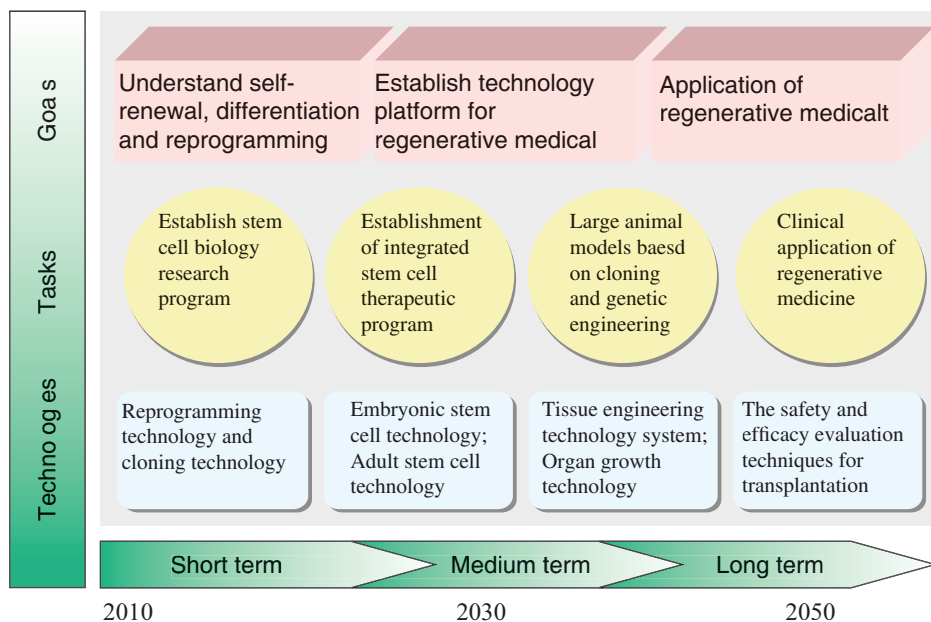 Goa s
Understand self-
renewal, differentiation
and reprogramming
Establish technology
platform for
regenerative medical
Application of
regenerative medicalt
Tasks
Establish stem
cell biology
research
program
Establishment
of integrated
stem cell
therapeutic
program
Large animal
models baesd
on cloning
and genetic
engineering
Clinical
application of
regenerative
medicine
Techno og es
Reprogramming
technology and
cloning technology
Embryonic stem
cell technology;
Adult stem cell
technology
Tissue engineering
technology system;
Organ growth
technology
The safety and
efficacy evaluation
techniques for
transplantation
Short term
Medium term
Long term
2010
2030
2050